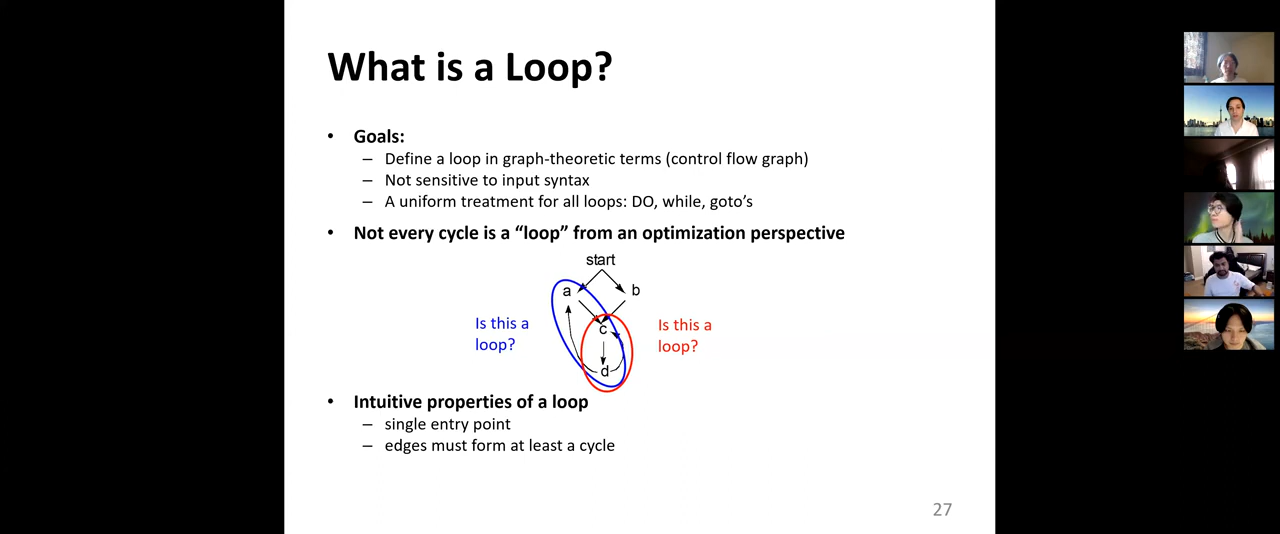 What is a Loop?
• Goals:
– Define a loop in graph-theoretic terms (control flow graph)
– Not sensitive to input syntax
– A uniform treatment for all loops: DO, while, goto's
• Not every cycle is a “loop” from an optimization perspective
start
a b
Is this a
loop?
c
d
Is this a
loop?
• Intuitive properties of a loop
– single entry point
– edges must form at least a cycle
27